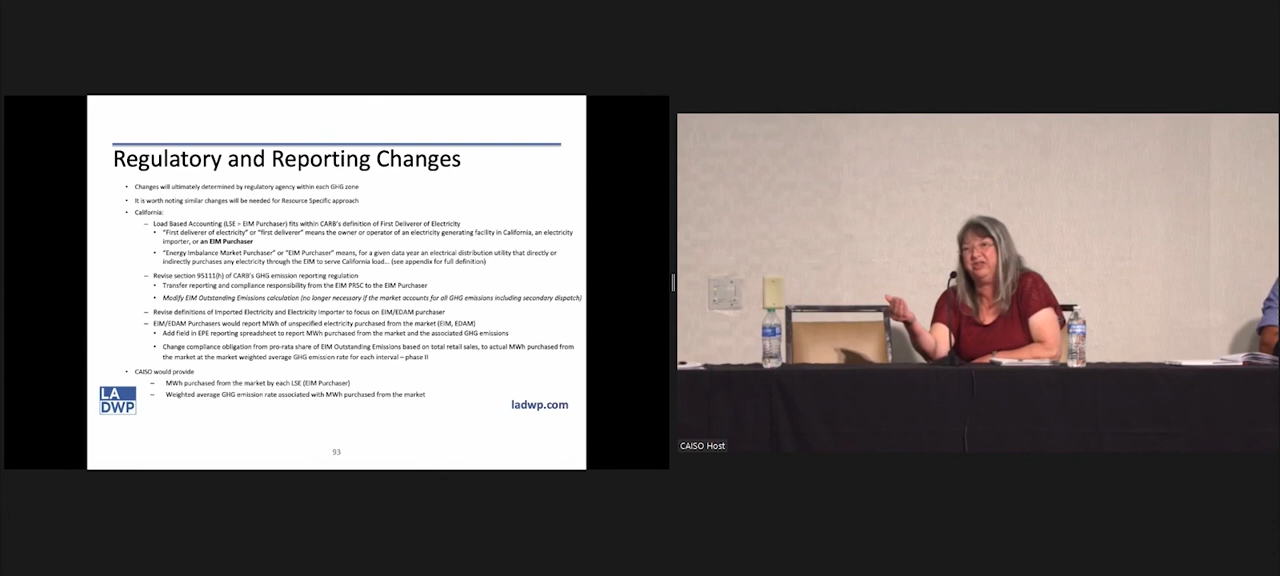 Regulatory and Reporting Changes
• Changes will ultimately determined by regulatory agency within each GHG zone
• It is worth noting similar changes will be needed for Resource Specific approach
• California:
– Load Based Accounting (LSE = EIM Purchaser) fits within CARB's definition of First Deliverer of Electricity
• "First deliverer of electricity" or "first deliverer" means the owner or operator of an electricity generating facility in California, an electricity
importer, or an EIM Purchaser
• "Energy Imbalance Market Purchaser" or "EIM Purchaser" means, for a given data year an electrical distribution utility that directly or
indirectly purchases any electricity through the EIM to serve California load... (see appendix for full definition)
– Revise section 95111(h) of CARB's GHG emission reporting regulation
• Transfer reporting and compliance responsibility from the EIM PRSC to the EIM Purchaser
• Modify EIM Outstanding Emissions calculation (no longer necessary if the market accounts for all GHG emissions including secondary dispatch)
– Revise definitions of Imported Electricity and Electricity Importer to focus on EIM/EDAM purchaser
– EIM/EDAM Purchasers would report MWh of unspecified electricity purchased from the market (EIM, EDAM)
• Add field in EPE reporting spreadsheet to report MWh purchased from the market and the associated GHG emissions
• Change compliance obligation from pro-rata share of EIM Outstanding Emissions based on total retail sales, to actual MWh purchased from
the market at the market weighted average GHG emission rate for each interval – phase II
• CAISO would provide
– MWh purchased from the market by each LSE (EIM Purchaser)
– Weighted average GHG emission rate associated with MWh purchased from the market
LA
DWP
ladwp.com
93
CAISO Host